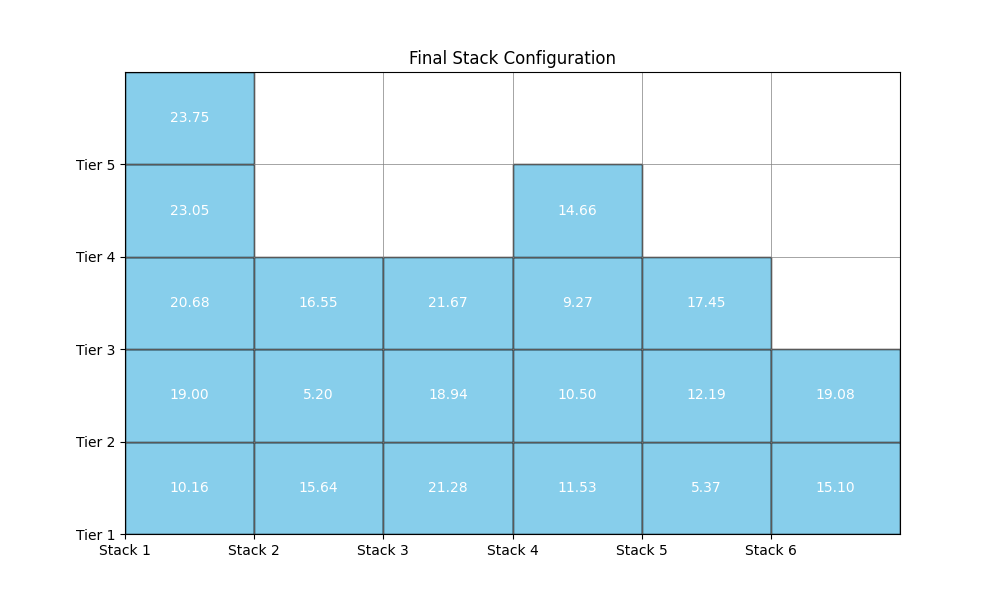 Final Stack Configuration
23.75
Tier 5
23.05 14.66
Tier 4
20.68 16.55 21.67 9.27 17.45
Tier 3
19.00 5.20 18.94 10.50 12.19 19.08
Tier 2
10.16 15.64 21.28 11.53 5.37 15.10
Tier 1
Stack 1 Stack 2 Stack 3 Stack 4 Stack 5 Stack 6